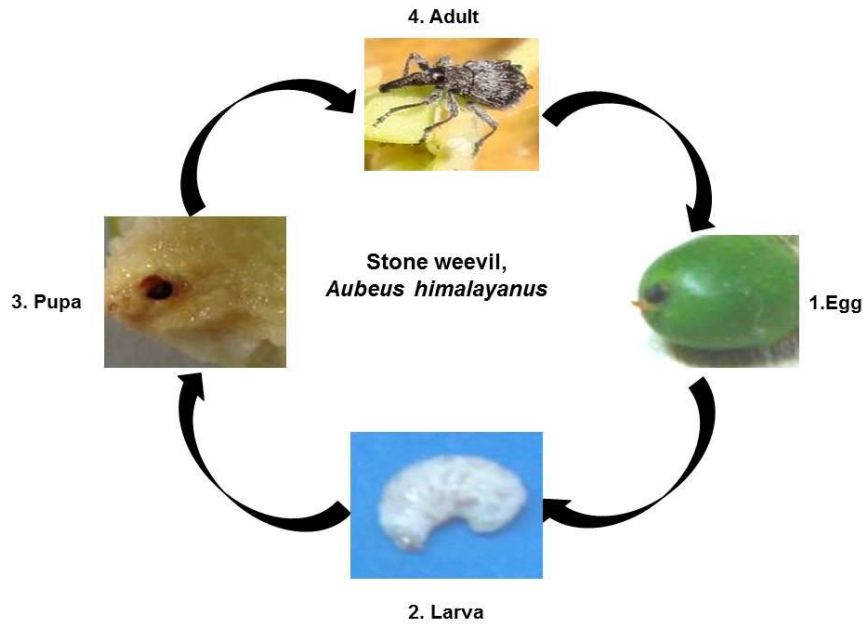 4. Adult
Stone weevil,
Aubeus himalayanus
3. Pupa
1.Egg
2. Larva